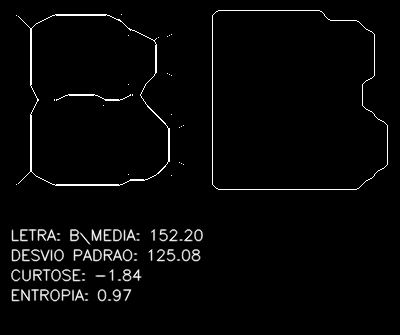 LETRA: B\MEDIA: 152.20
DESVIO PADRAO: 125.08
CURTOSE: -1.84
ENTROPIA: 0.97